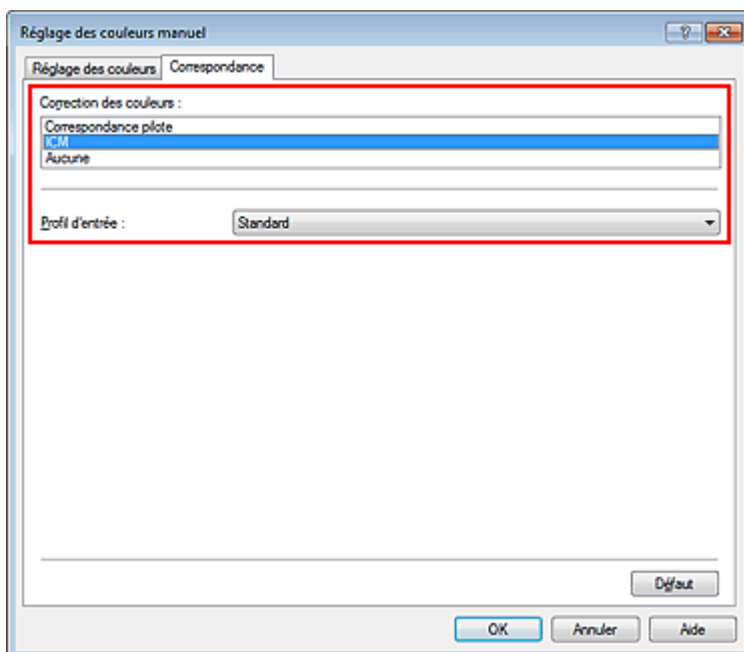 Réglage des couleurs manuel
Réglage des couleurs Correspondance
Correction des couleurs :
Correspondance pilote
ICM
Aucune
Profil d'entrée : Standard
Défaut
OK Annuler Aide